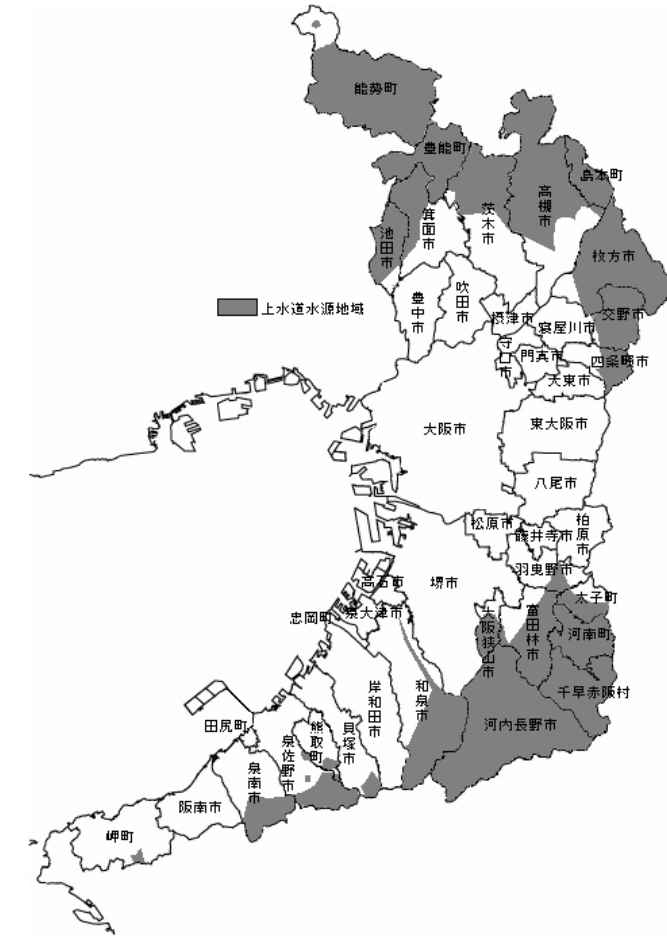 能勢町
豊能町
島本町
高槻市
茨木市
箕面市
池田市
枚方市
豊中市
吹田市
上水道水源地域
摂津市
交野市
寝屋川市
守口市
門真市
四条畷市
大東市
大阪市
東大阪市
八尾市
松原市
柏原市
藤井寺市
羽曳野市
高石市
堺市
太子町
忠岡町
泉大津市
大阪狭山市
富田林市
河南町
千早赤阪村
和泉市
岸和田市
河内長野市
田尻町
熊取町
貝塚市
泉佐野市
泉南市
阪南市
岬町